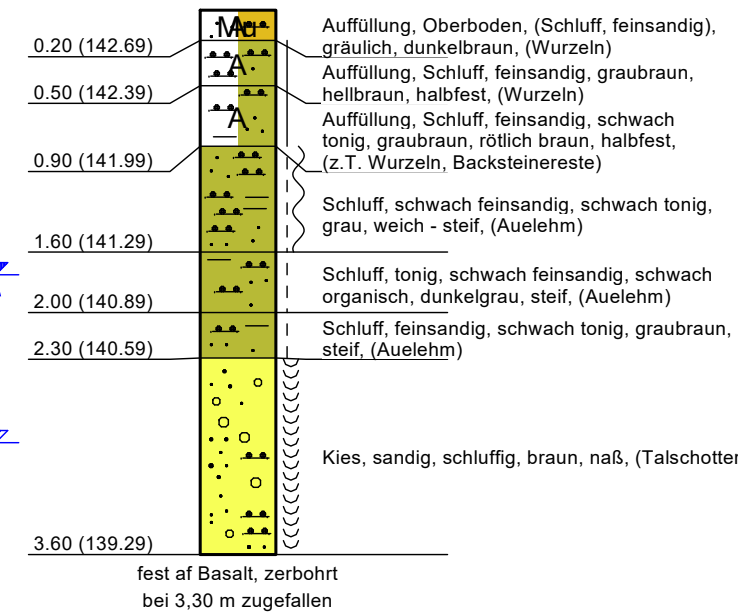 Mu
Auffüllung, Oberboden, (Schluff, feinsandig),
gräulich, dunkelbraun, (Wurzeln)
0.20 (142.69)
A
Auffüllung, Schluff, feinsandig, graubraun,
hellbraun, halbfest, (Wurzeln)
0.50 (142.39)
A
Auffüllung, Schluff, feinsandig, schwach
tonig, graubraun, rötlich braun, halbfest,
(z.T. Wurzeln, Backsteinereste)
0.90 (141.99)
Schluff, schwach feinsandig, schwach tonig,
grau, weich - steif, (Auelehm)
1.60 (141.29)
Schluff, tonig, schwach feinsandig, schwach
organisch, dunkelgrau, steif, (Auelehm)
2.00 (140.89)
Schluff, feinsandig, schwach tonig, graubraun,
steif, (Auelehm)
2.30 (140.59)
Kies, sandig, schluffig, braun, naß, (Talschotter
3.60 (139.29)
fest af Basalt, zerbohrt
bei 3,30 m zugefallen